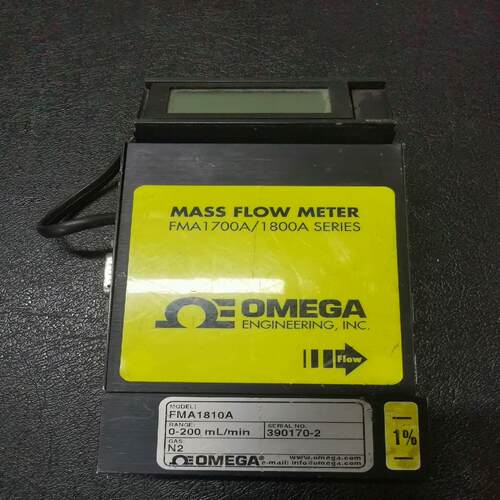 MASS FLOW METER
FMA1700A/1800A SERIES
OMEGA
ENGINEERING, INC.
Flow
MODEL:
FMA1810A
RANGE: SERIAL NO.
0-200 mL/min 390170-2
GAS:
N2
1%
OMEGA® www.omega.com
e-mail: info@omega.com